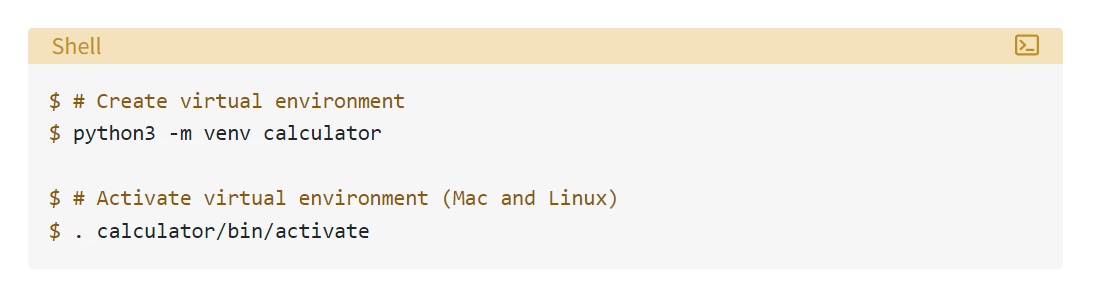 Shell
$ # Create virtual environment
$ python3 -m venv calculator
$ # Activate virtual environment (Mac and Linux)
$ . calculator/bin/activate